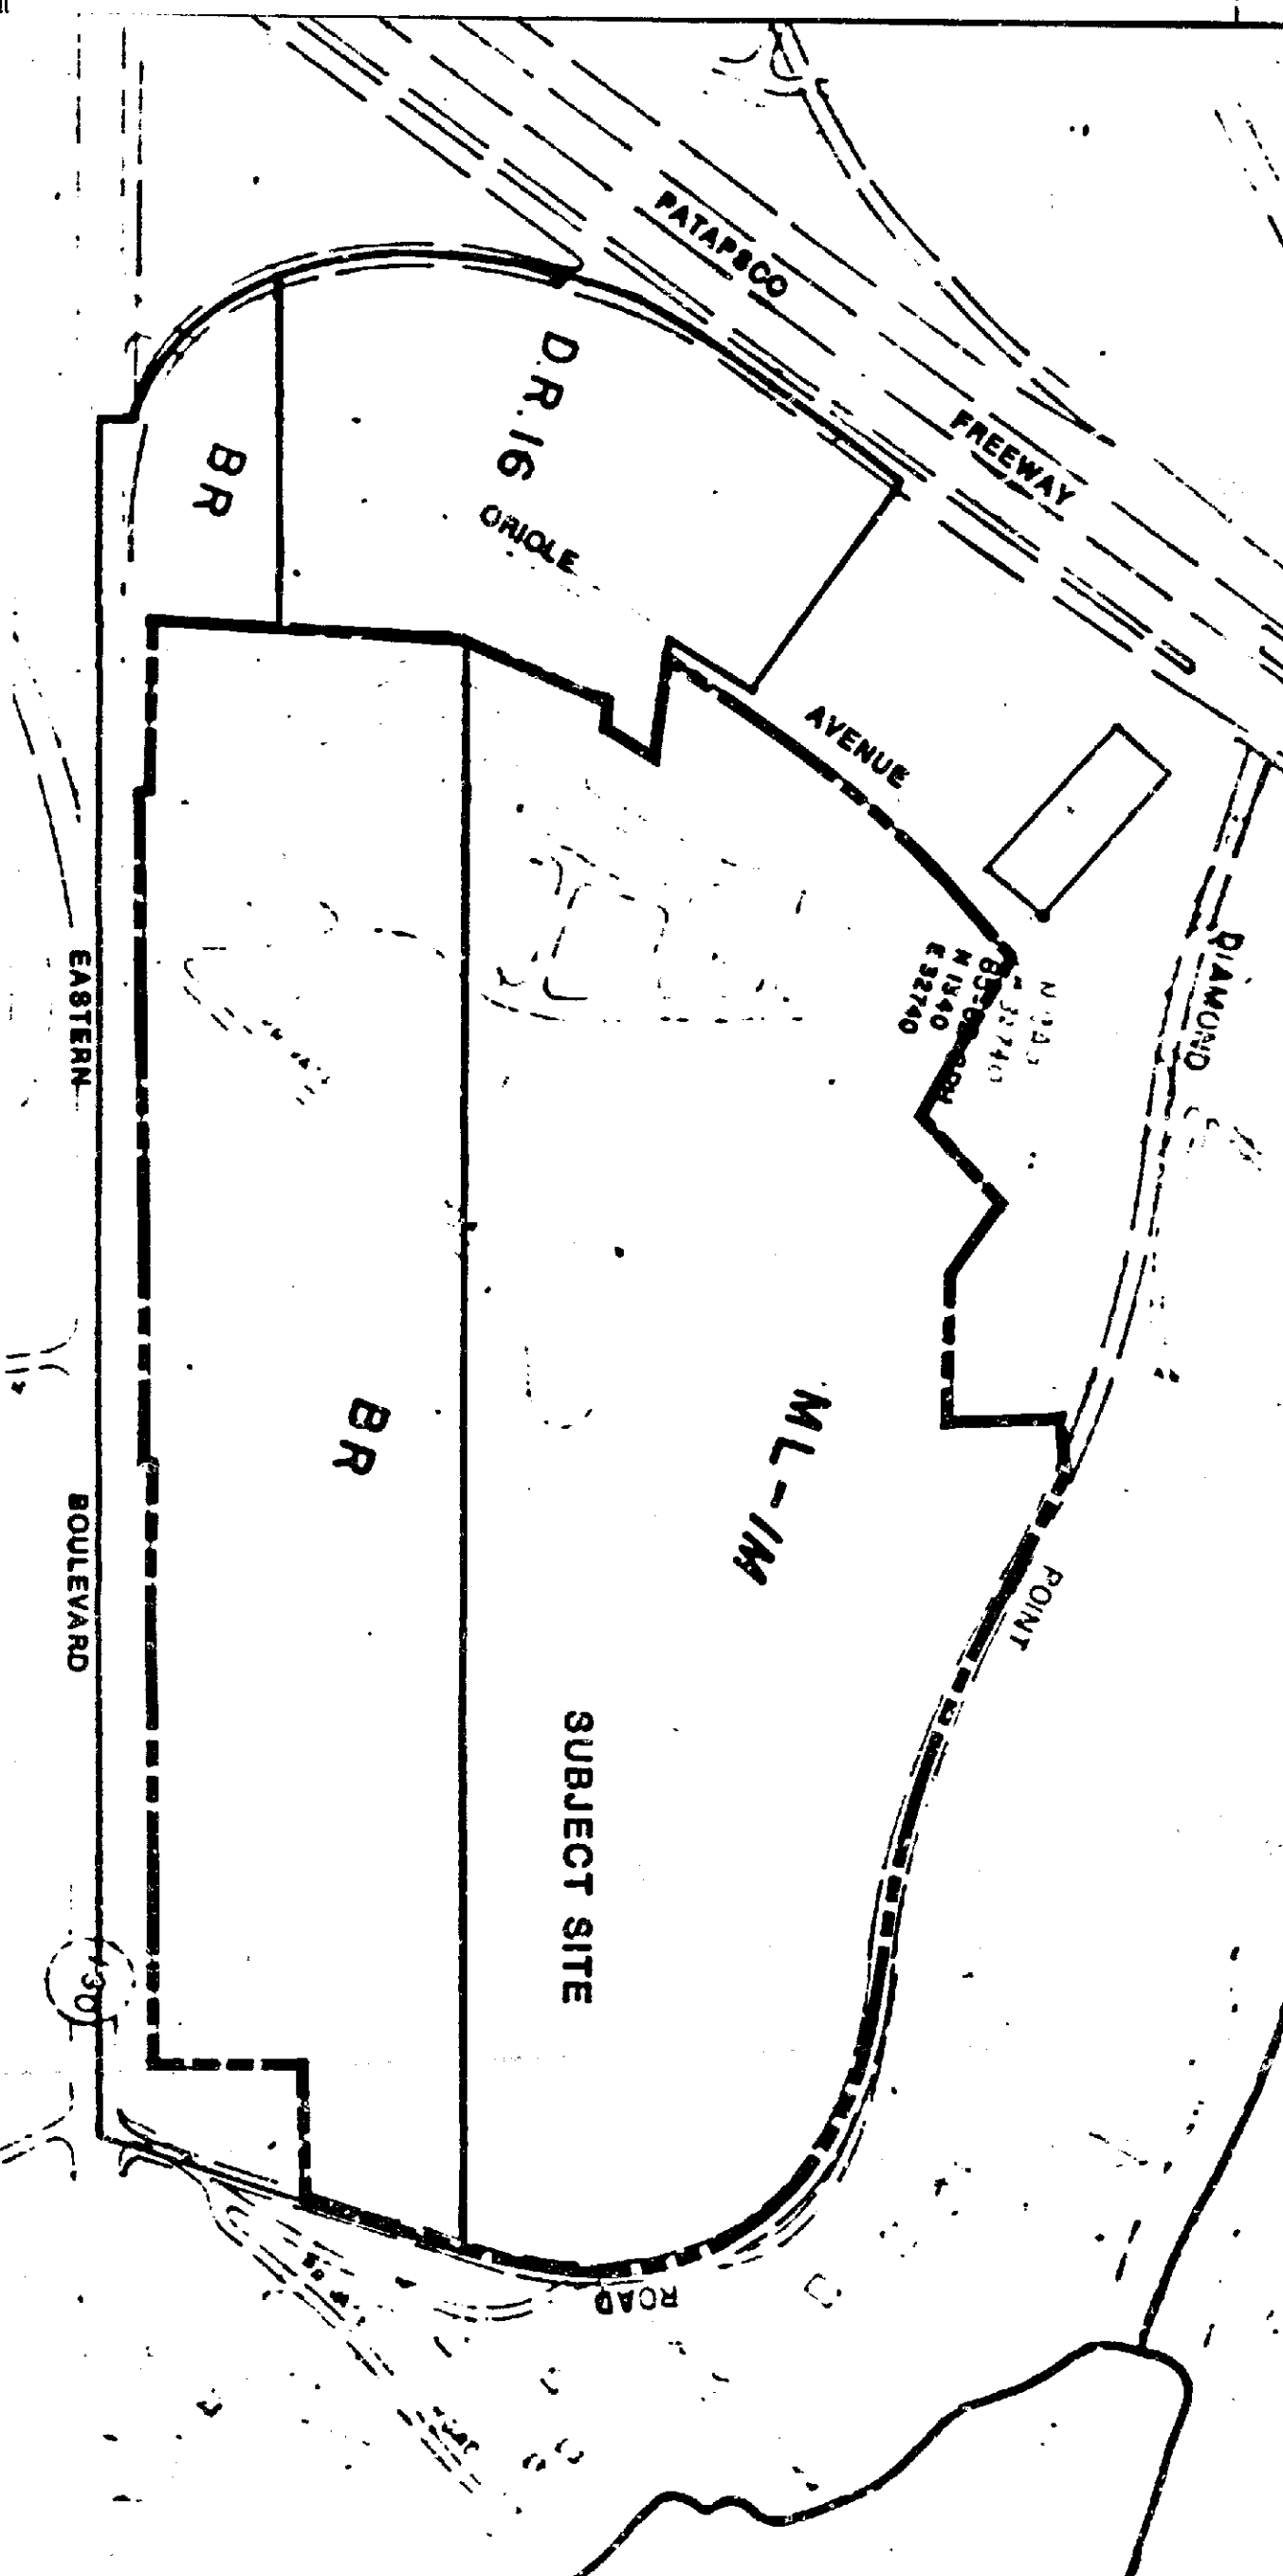 PATAPSCO
FREEWAY
D.R.16
BR
ORIOLE
AVENUE
DIAMOND
N 1340
E 32740
EASTERN
BR
ML-IM
BOULEVARD
POINT
SUBJECT SITE
ROAD